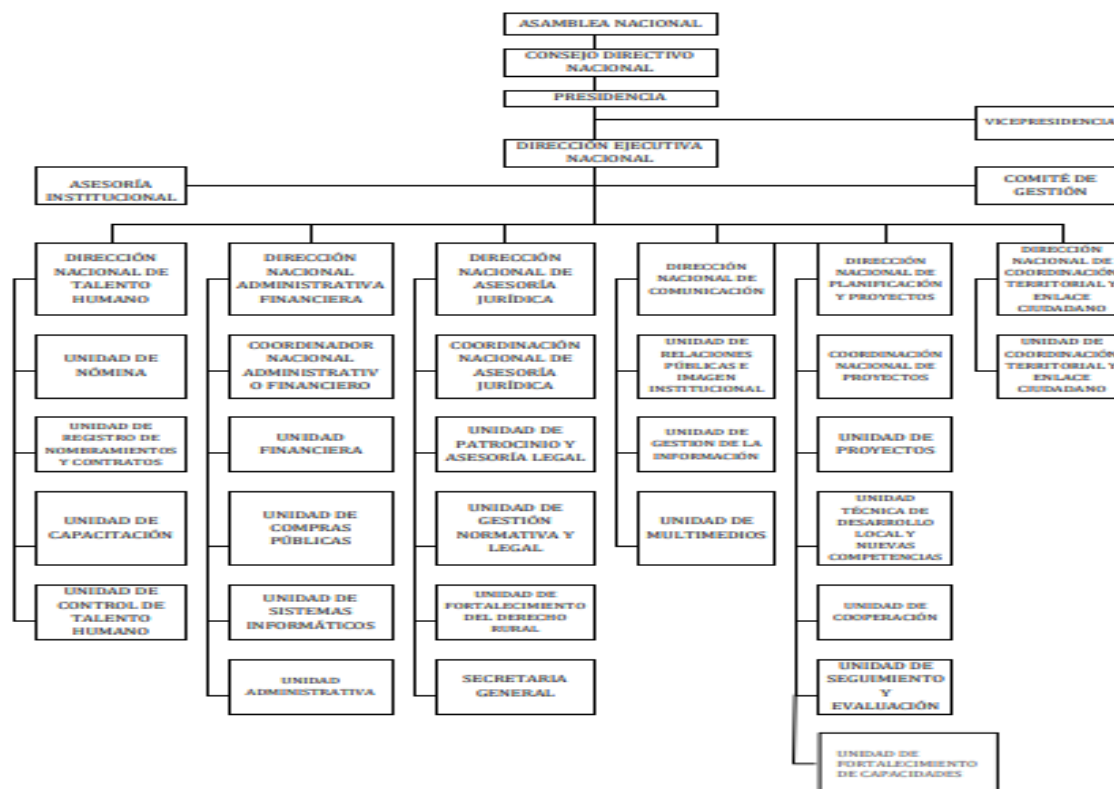 ASAMBLEA NACIONAL
CONSEJO DIRECTIVO
NACIONAL
PRESIDENCIA
VICEPRESIDENCIA
DIRECCIÓN EJECUTIVA
NACIONAL
ASESORÍA
INSTITUCIONAL
COMITÉ DE
GESTIÓN
DIRECCIÓN
NACIONAL DE
TALENTO
HUMANO
UNIDAD DE
NÓMINA
UNIDAD DE
REGISTRO DE
NOMBRAMIENTOS
Y CONTRATOS
UNIDAD DE
CAPACITACIÓN
UNIDAD DE
CONTROL DE
TALENTO
HUMANO
DIRECCIÓN
NACIONAL
ADMINISTRATIVA
FINANCIERA
COORDINADOR
NACIONAL
ADMINISTRATIV
O FINANCIERO
UNIDAD
FINANCIERA
UNIDAD DE
COMPRAS
PÚBLICAS
UNIDAD DE
SISTEMAS
INFORMÁTICOS
UNIDAD
ADMINISTRATIVA
DIRECCIÓN
NACIONAL DE
ASESORÍA
JURÍDICA
COORDINACIÓN
NACIONAL DE
ASESORÍA
JURÍDICA
UNIDAD DE
PATROCINIO Y
ASESORÍA LEGAL
UNIDAD DE
GESTIÓN
NORMATIVA Y
LEGAL
UNIDAD DE
FORTALECIMIENTO
DEL DERECHO
RURAL
SECRETARIA
GENERAL
DIRECCIÓN
NACIONAL DE
COMUNICACIÓN
UNIDAD DE
RELACIONES
PÚBLICAS E
IMAGEN
INSTITUCIONAL
UNIDAD DE
GESTION DE LA
INFORMACIÓN
UNIDAD DE
MULTIMEDIOS
DIRECCIÓN
NACIONAL DE
PLANIFICACIÓN
Y PROYECTOS
COORDINACIÓN
NACIONAL DE
PROYECTOS
UNIDAD DE
PROYECTOS
UNIDAD
TÉCNICA DE
DESARROLLO
LOCAL Y
NUEVAS
COMPETENCIAS
UNIDAD DE
COOPERACIÓN
UNIDAD DE
SEGUIMIENTO
Y
EVALUACIÓN
UNIDAD DE
FORTALECIMIENTO
DE CAPACIDADES
DIRECCIÓN
NACIONAL DE
COORDINACIÓN
TERRITORIAL Y
ENLACE
CIUDADANO
UNIDAD DE
COORDINACIÓN
TERRITORIAL Y
ENLACE
CIUDADANO